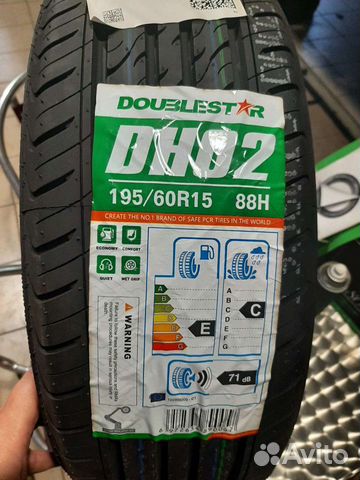 DOUBLESTAR
DH02
195/60R15 88H
CREATE THE NO.1 BRAND OF SAFE PCR TIRES IN THE WORLD
ECONOMY COMFORT
QUIET WET GRIP
A
B
C
D
E
F
G
E
A
B
C
D
E
F
G
C
71 dB
WARNING
Avito